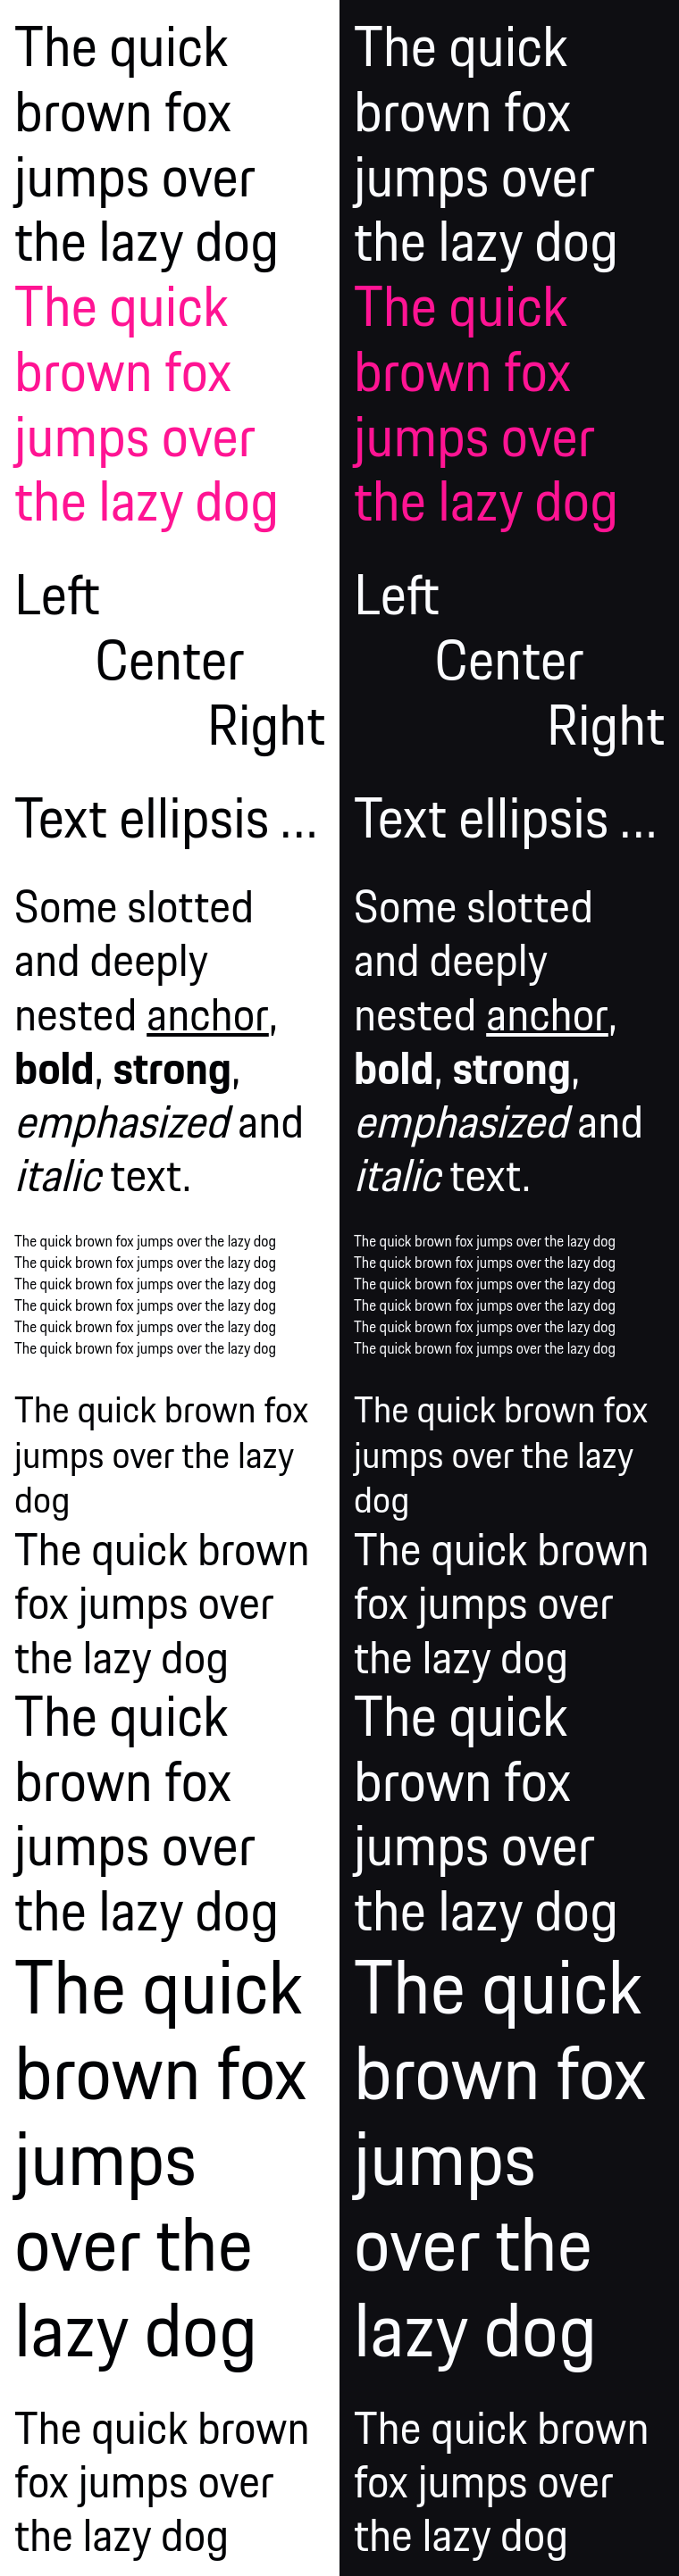 The quick
brown fox
jumps over
the lazy dog
The quick
brown fox
jumps over
the lazy dog
Left
Center
Right
Text ellipsis ...
Some slotted
and deeply
nested anchor,
bold, strong,
emphasized and
italic text.
The quick brown fox jumps over the lazy dog
The quick brown fox jumps over the lazy dog
The quick brown fox jumps over the lazy dog
The quick brown fox jumps over the lazy dog
The quick brown fox jumps over the lazy dog
The quick brown fox jumps over the lazy dog
The quick brown fox
jumps over the lazy
dog
The quick brown
fox jumps over
the lazy dog
The quick
brown fox
jumps over
the lazy dog
The quick
brown fox
jumps
over the
lazy dog
The quick brown
fox jumps over
the lazy dog
The quick
brown fox
jumps over
the lazy dog
The quick
brown fox
jumps over
the lazy dog
Left
Center
Right
Text ellipsis ...
Some slotted
and deeply
nested anchor,
bold, strong,
emphasized and
italic text.
The quick brown fox jumps over the lazy dog
The quick brown fox jumps over the lazy dog
The quick brown fox jumps over the lazy dog
The quick brown fox jumps over the lazy dog
The quick brown fox jumps over the lazy dog
The quick brown fox jumps over the lazy dog
The quick brown fox
jumps over the lazy
dog
The quick brown
fox jumps over
the lazy dog
The quick
brown fox
jumps over
the lazy dog
The quick
brown fox
jumps
over the
lazy dog
The quick brown
fox jumps over
the lazy dog